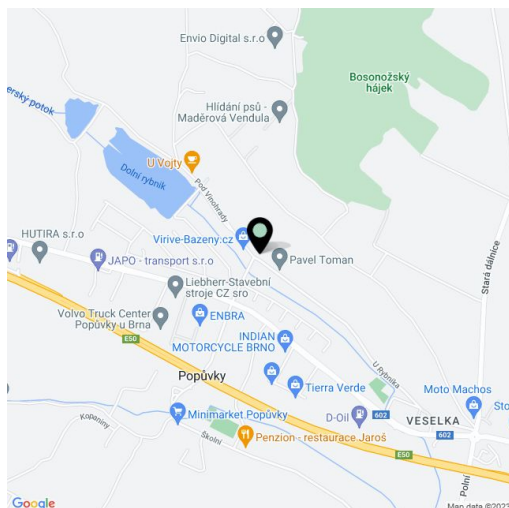 Envio Digital s.r.o
Bosonožský
hájek
Hlídání psů -
Maděrová Vendula
erský potok
U Vojty
Dolní rybník
Pod Vinohrady
Virive-Bazeny.cz
Pavel Toman
Stará dálnice
HUTIRA s.r.o
JAPO - transport s.r.o
Liebherr-Stavební
stroje CZ sro
Volvo Truck Center
Popůvky u Brna
ENBRA
E50
INDIAN
MOTORCYCLE BRNO
U Rybníka
Popůvky
Tierra Verde
Moto Machos
Sto
D-Oil
602
VESELKA
602
Kopaniny
Minimarket Popůvky
Školní
Penzion - restaurace Jaroš
E50
Polní
Google
Map data ©202